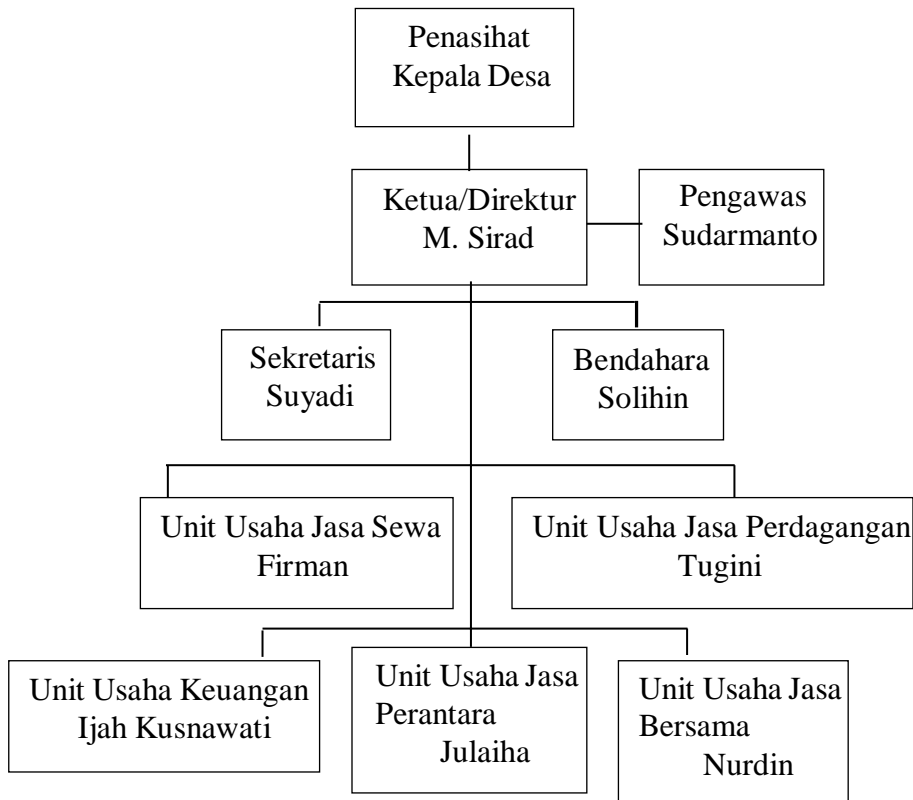 Penasihat
Kepala Desa
Ketua/Direktur
M. Sirad
Pengawas
Sudarmanto
Sekretaris
Suyadi
Bendahara
Solihin
Unit Usaha Jasa Sewa
Firman
Unit Usaha Jasa Perdagangan
Tugini
Unit Usaha Keuangan
Ijah Kusnawati
Unit Usaha Jasa
Perantara
Julaiha
Unit Usaha Jasa
Bersama
Nurdin